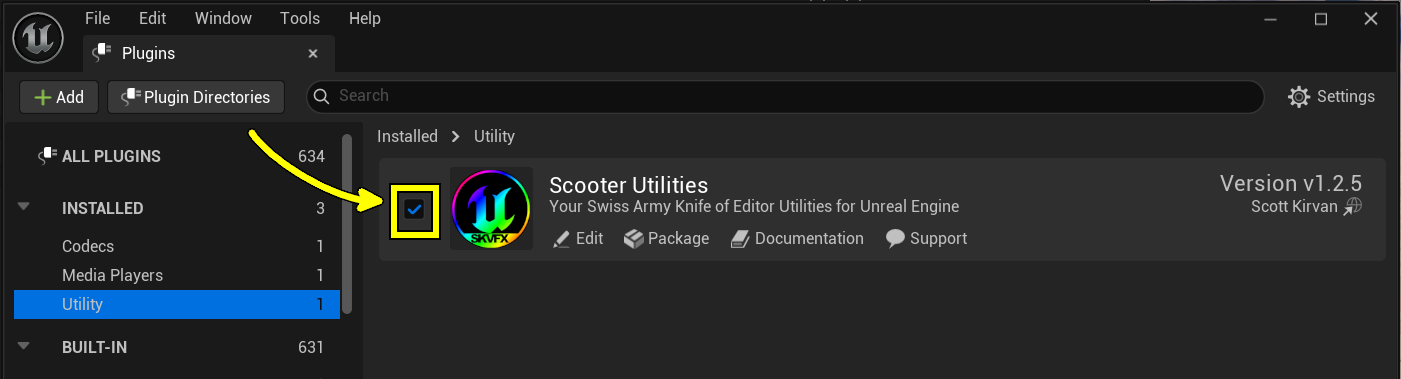 File Edit Window Tools Help
Plugins
Add Plugin Directories Search Settings
ALL PLUGINS 634
INSTALLED 3
Codecs 1
Media Players 1
Utility 1
BUILT-IN 631
Installed > Utility
Scooter Utilities
Your Swiss Army Knife of Editor Utilities for Unreal Engine
Edit Package Documentation Support
Version v1.2.5
Scott Kirvan
SKVFX